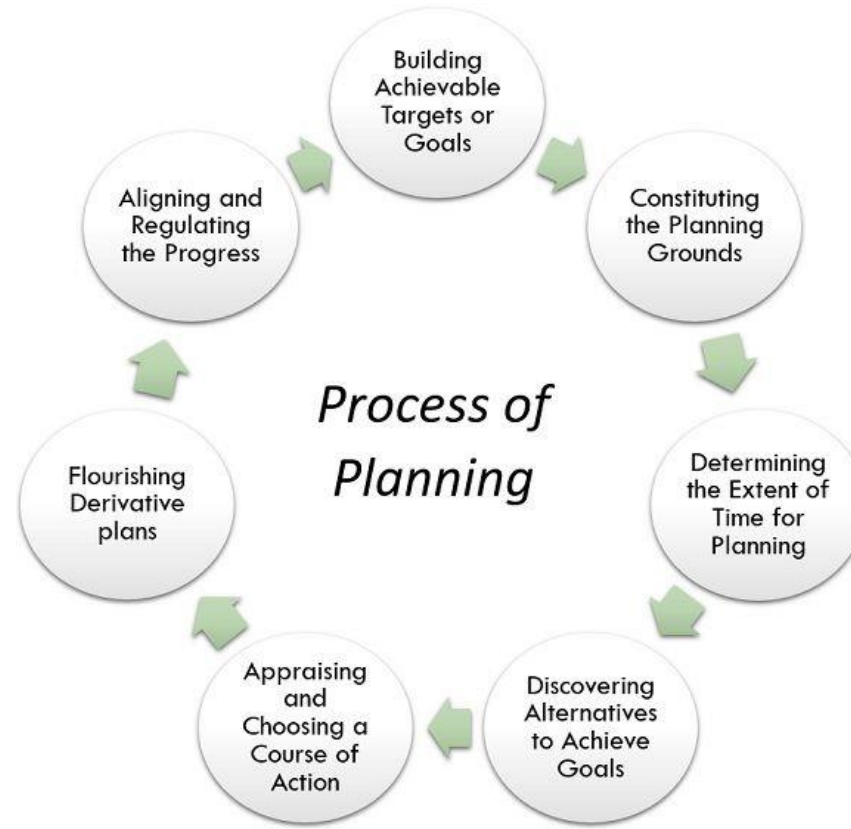 Building
Achievable
Targets or
Goals
Constituting
the Planning
Grounds
Determining
the Extent of
Time for
Planning
Discovering
Alternatives
to Achieve
Goals
Appraising
and
Choosing a
Course of
Action
Flourishing
Derivative
plans
Aligning and
Regulating
the Progress
Process of
Planning